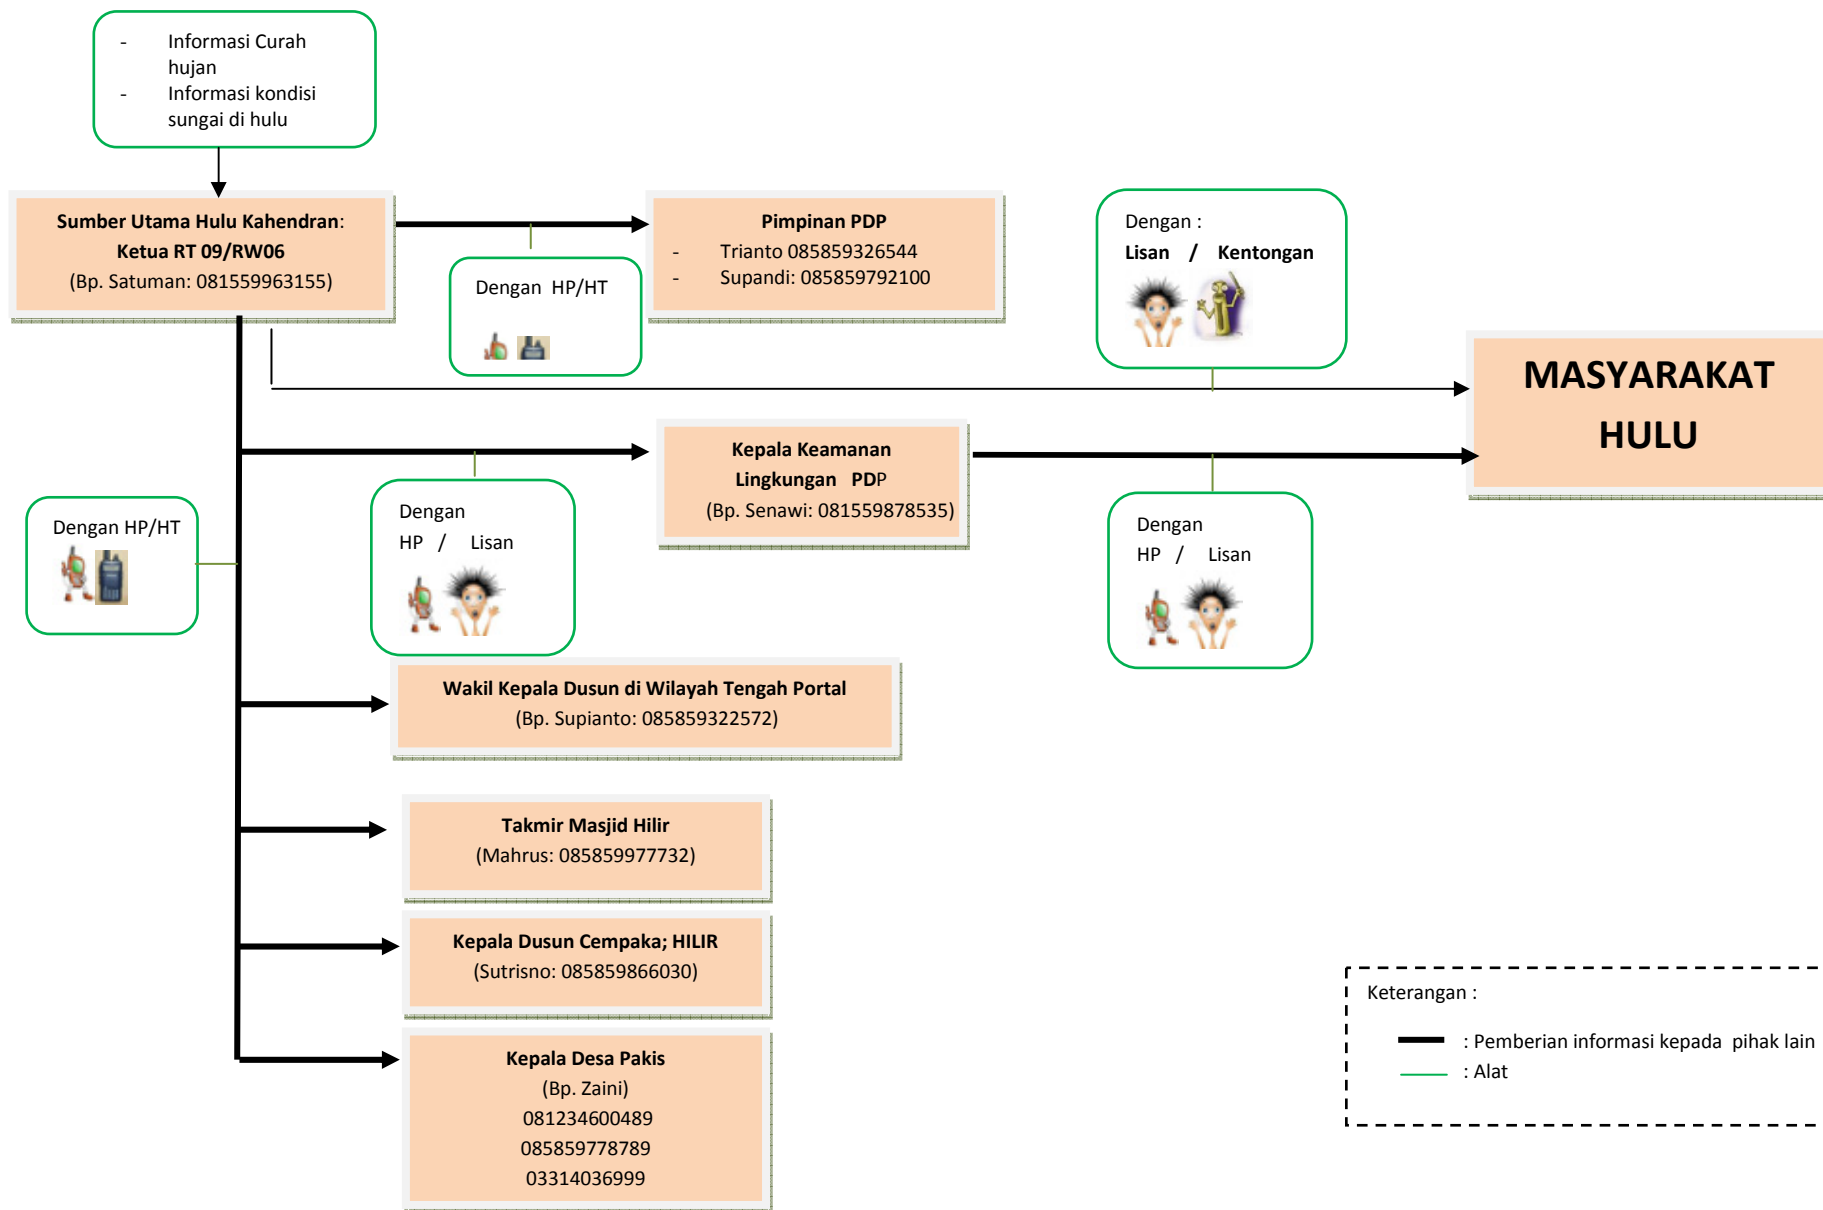 - Informasi Curah
hujan
- Informasi kondisi
sungai di hulu
Sumber Utama Hulu Kahendran:
Ketua RT 09/RW06
(Bp. Satuman: 081559963155)
Dengan HP/HT
Pimpinan PDP
- Trianto 085859326544
- Supandi: 085859792100
Dengan :
Lisan / Kentongan
MASYARAKAT
HULU
Kepala Keamanan
Lingkungan PDP
(Bp. Senawi: 081559878535)
Dengan HP/HT
Dengan
HP / Lisan
Dengan
HP / Lisan
Wakil Kepala Dusun di Wilayah Tengah Portal
(Bp. Supianto: 085859322572)
Takmir Masjid Hilir
(Mahrus: 085859977732)
Kepala Dusun Cempaka; HILIR
(Sutrisno: 085859866030)
Kepala Desa Pakis
(Bp. Zaini)
081234600489
085859778789
03314036999
Keterangan :
: Pemberian informasi kepada pihak lain
: Alat